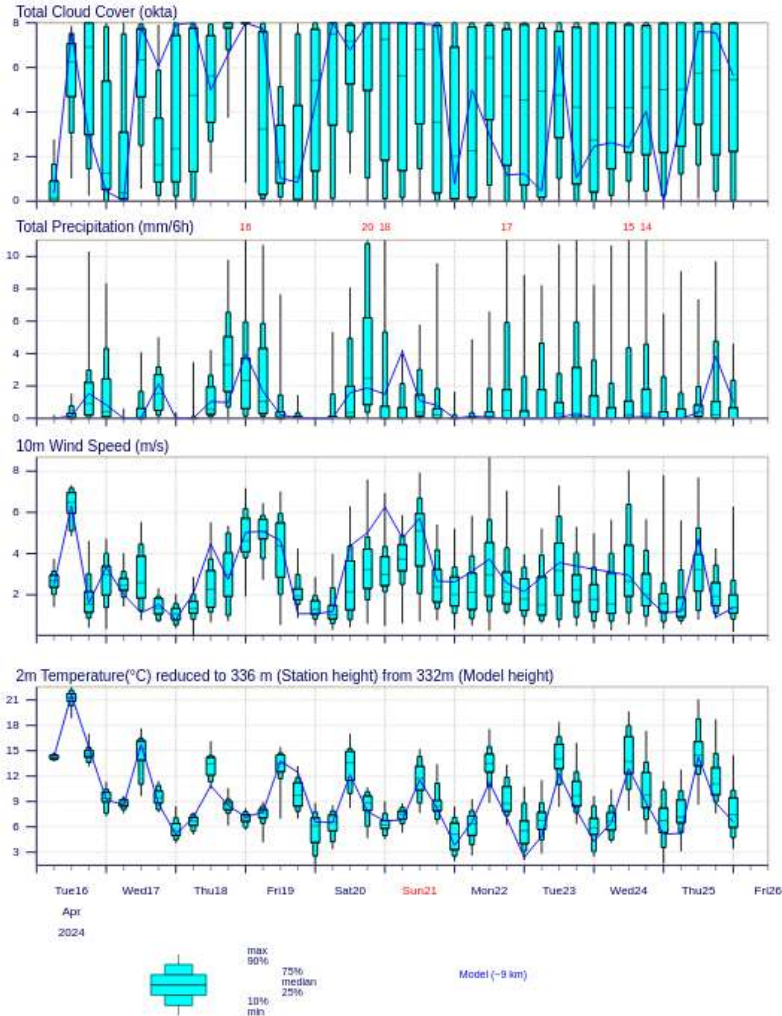 Total Cloud Cover (okta)
8
6
4
2
0
Total Precipitation (mm/6h)
16 20 18 17 15 14
10
8
6
4
2
0
10m Wind Speed (m/s)
8
6
4
2
2m Temperature(°C) reduced to 336 m (Station height) from 332m (Model height)
21
18
15
12
9
6
3
Tue16 Wed17 Thu18 Fri19 Sat20 Sun21 Mon22 Tue23 Wed24 Thu25 Fri26
Apr
2024
max
90%
75%
median
25%
10%
min
Model (~9 km)